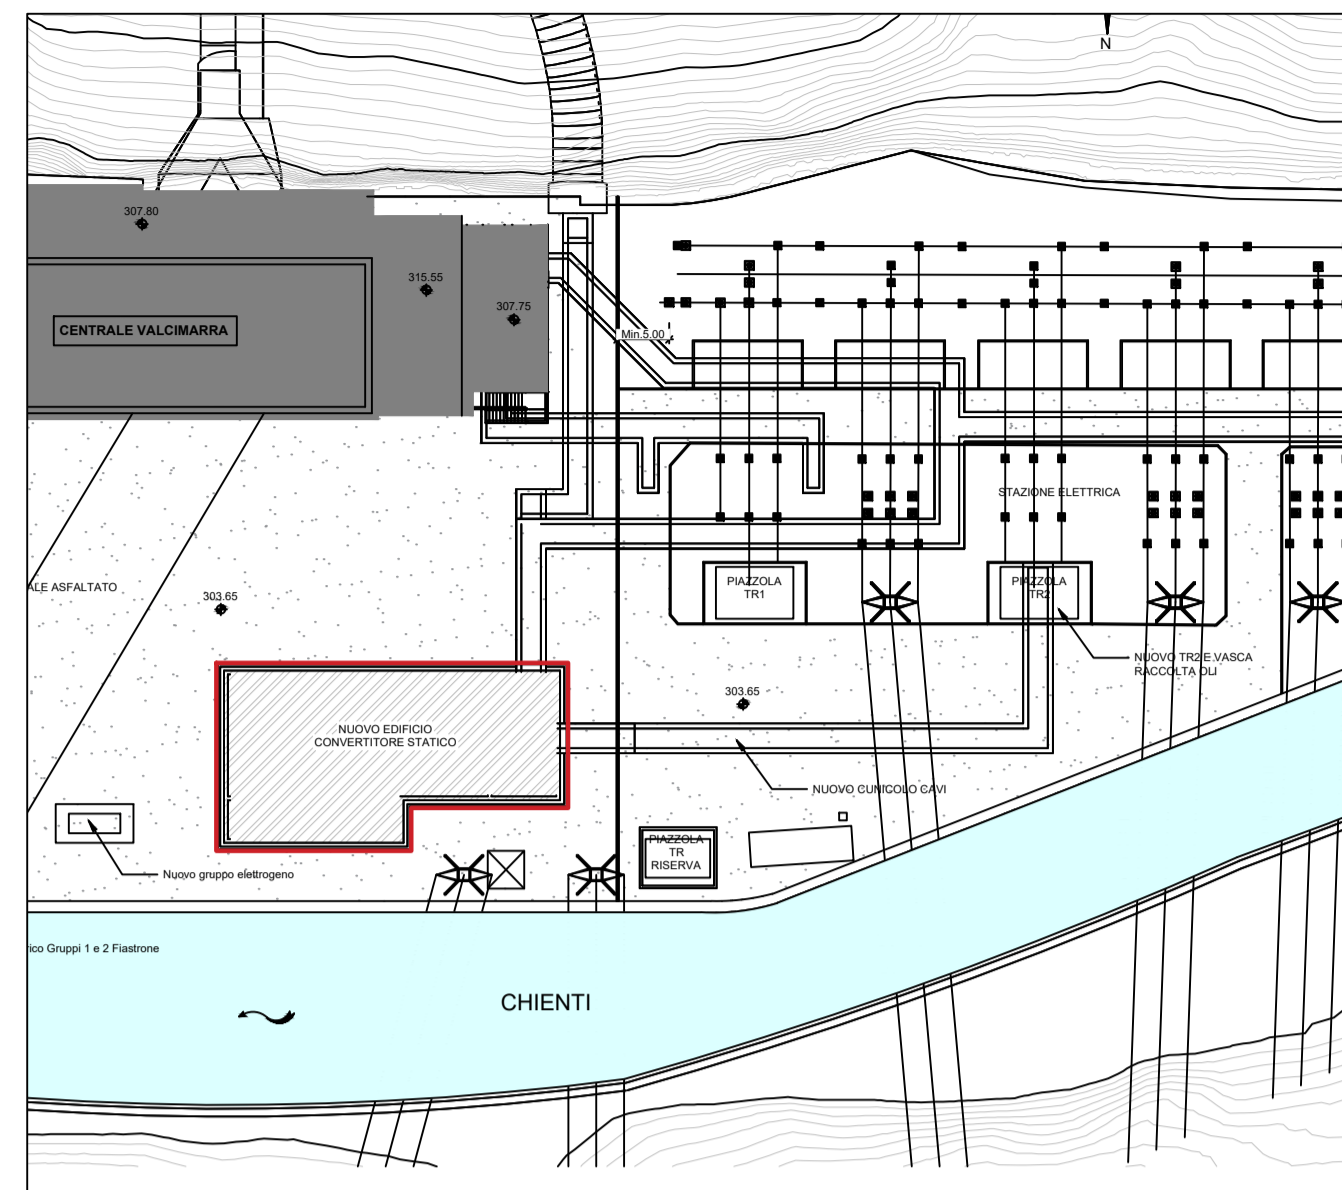 N
307.80
315.55
307.75
CENTRALE VALCIMARRA
Min.5.00
STAZIONE ELETTRICA
PIAZZOLA
TR1
PIAZZOLA
TR2
ALE ASFALTATO
303.65
NUOVO TR2 E VASCA
RACCOLTA OLI
303.65
NUOVO EDIFICIO
CONVERTITORE STATICO
NUOVO CUNICOLO CAVI
PIAZZOLA
TR
RISERVA
Nuovo gruppo elettrogeno
rico Gruppi 1 e 2 Fiastrone
CHIENTI